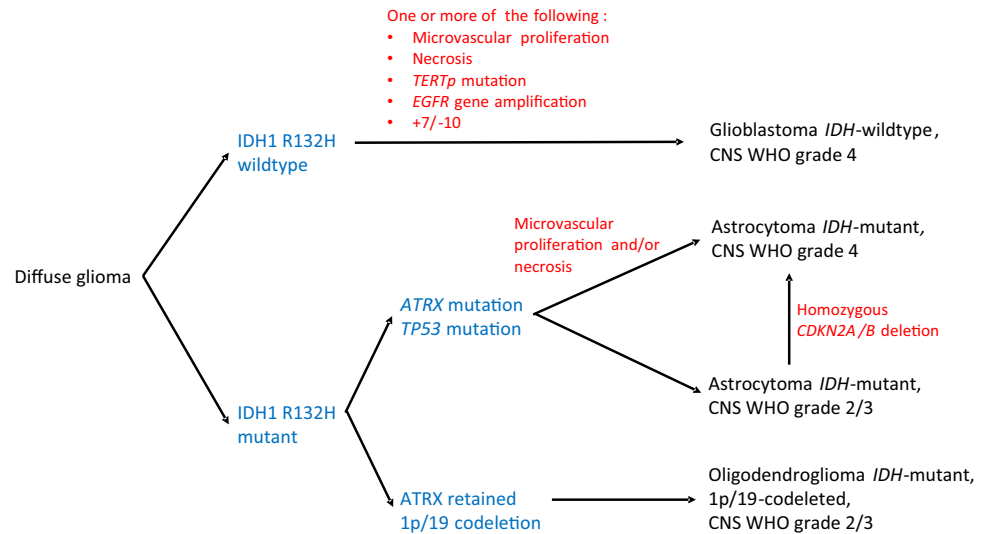 One or more of the following :
• Microvascular proliferation
• Necrosis
• TERTp mutation
• EGFR gene amplification
• +7/-10
IDH1 R132H
wildtype
Glioblastoma IDH-wildtype,
CNS WHO grade 4
Microvascular
proliferation and/or
necrosis
Astrocytoma IDH-mutant,
CNS WHO grade 4
Diffuse glioma
ATRX mutation
TP53 mutation
Homozygous
CDKN2A/B deletion
Astrocytoma IDH-mutant,
CNS WHO grade 2/3
IDH1 R132H
mutant
ATRX retained
1p/19 codeletion
Oligodendroglioma IDH-mutant,
1p/19-codeleted,
CNS WHO grade 2/3